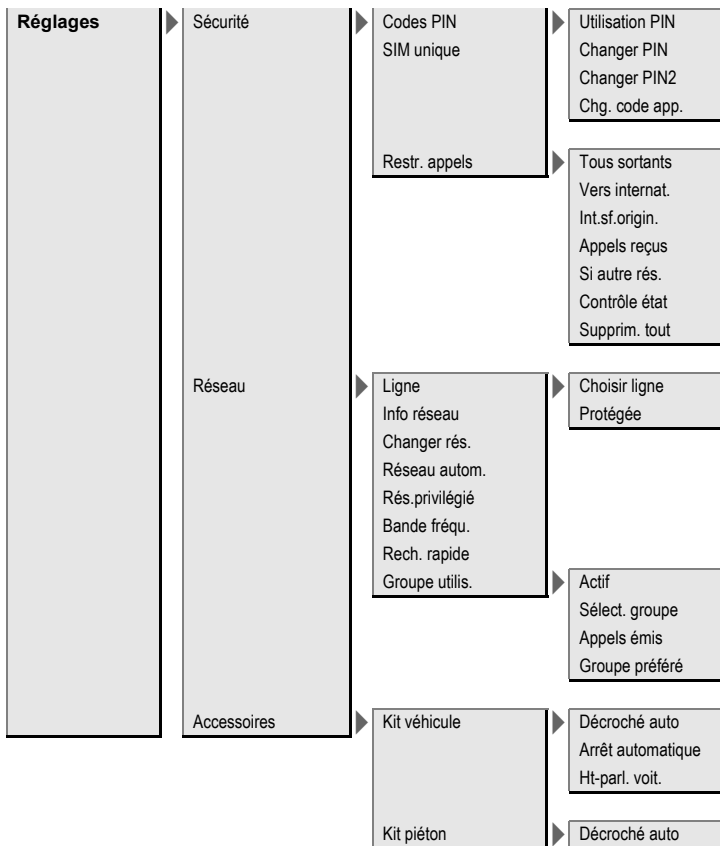 Réglages
Sécurité
Codes PIN
Utilisation PIN
SIM unique
Changer PIN
Changer PIN2
Chg. code app.
Restr. appels
Tous sortants
Vers internat.
Int.sf.origin.
Appels reçus
Si autre rés.
Contrôle état
Supprim. tout
Réseau
Ligne
Choisir ligne
Info réseau
Protégée
Changer rés.
Réseau autom.
Rés.privilégié
Bande fréqu.
Rech. rapide
Groupe utilis.
Actif
Sélect. groupe
Appels émis
Groupe préféré
Accessoires
Kit véhicule
Décroché auto
Arrêt automatique
Ht-parl. voit.
Kit piéton
Décroché auto